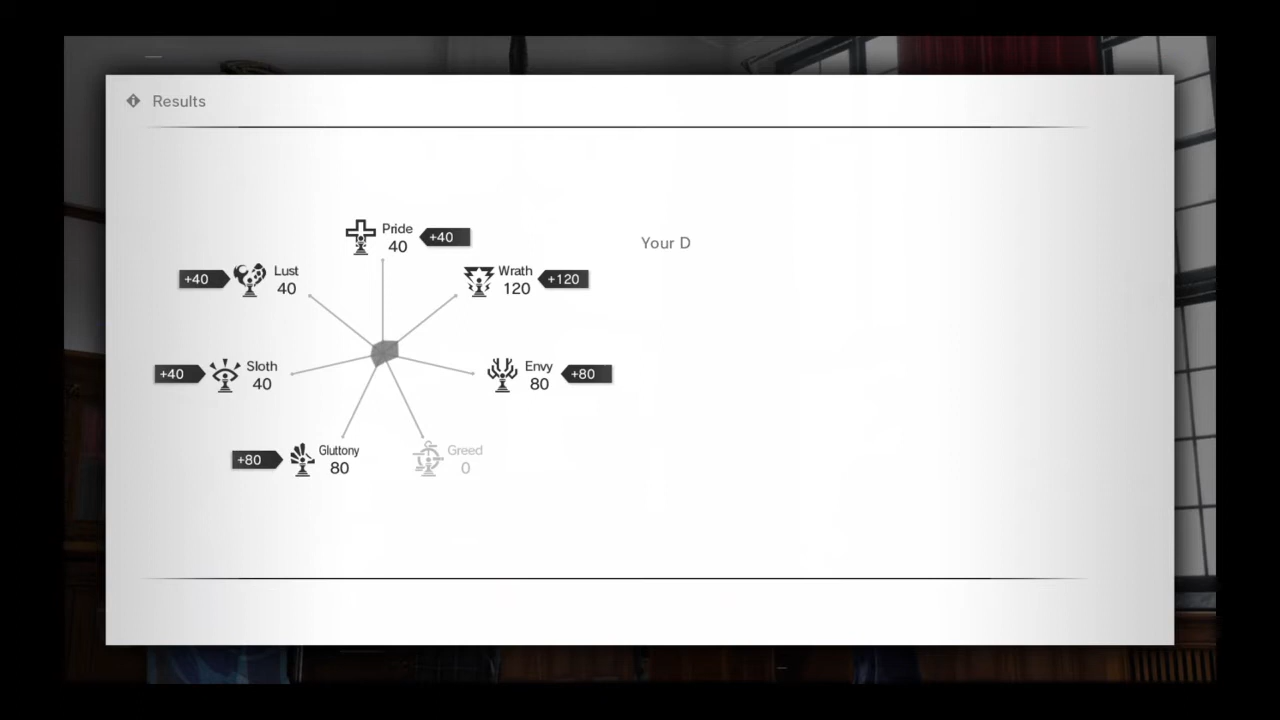 Results
Pride
40
+40
+40
Lust
40
Wrath
120
+120
+40
Sloth
40
Envy
80
+80
+80
Gluttony
80
Greed
0
Your D